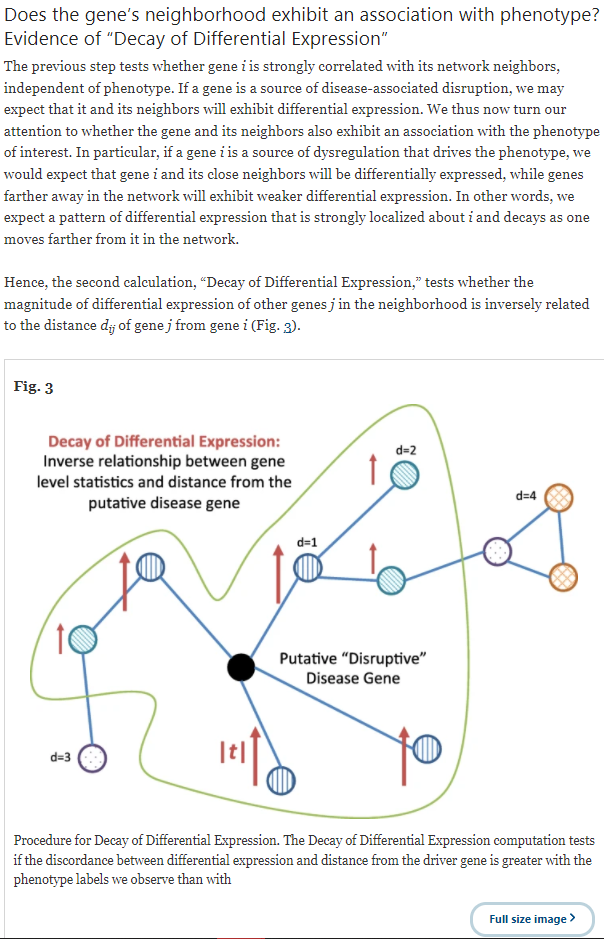 Does the gene’s neighborhood exhibit an association with phenotype?
Evidence of “Decay of Differential Expression”
The previous step tests whether gene i is strongly correlated with its network neighbors,
independent of phenotype. If a gene is a source of disease-associated disruption, we may
expect that it and its neighbors will exhibit differential expression. We thus now turn our
attention to whether the gene and its neighbors also exhibit an association with the phenotype
of interest. In particular, if a gene i is a source of dysregulation that drives the phenotype, we
would expect that gene i and its close neighbors will be differentially expressed, while genes
farther away in the network will exhibit weaker differential expression. In other words, we
expect a pattern of differential expression that is strongly localized about i and decays as one
moves farther from it in the network.
Hence, the second calculation, “Decay of Differential Expression,” tests whether the
magnitude of differential expression of other genes j in the neighborhood is inversely related
to the distance dij of gene j from gene i (Fig. 3).
Fig. 3
Decay of Differential Expression:
Inverse relationship between gene
level statistics and distance from the
putative disease gene
d=2
d=4
d=1
Putative “Disruptive”
Disease Gene
|t|
d=3
Procedure for Decay of Differential Expression. The Decay of Differential Expression computation tests
if the discordance between differential expression and distance from the driver gene is greater with the
phenotype labels we observe than with
Full size image